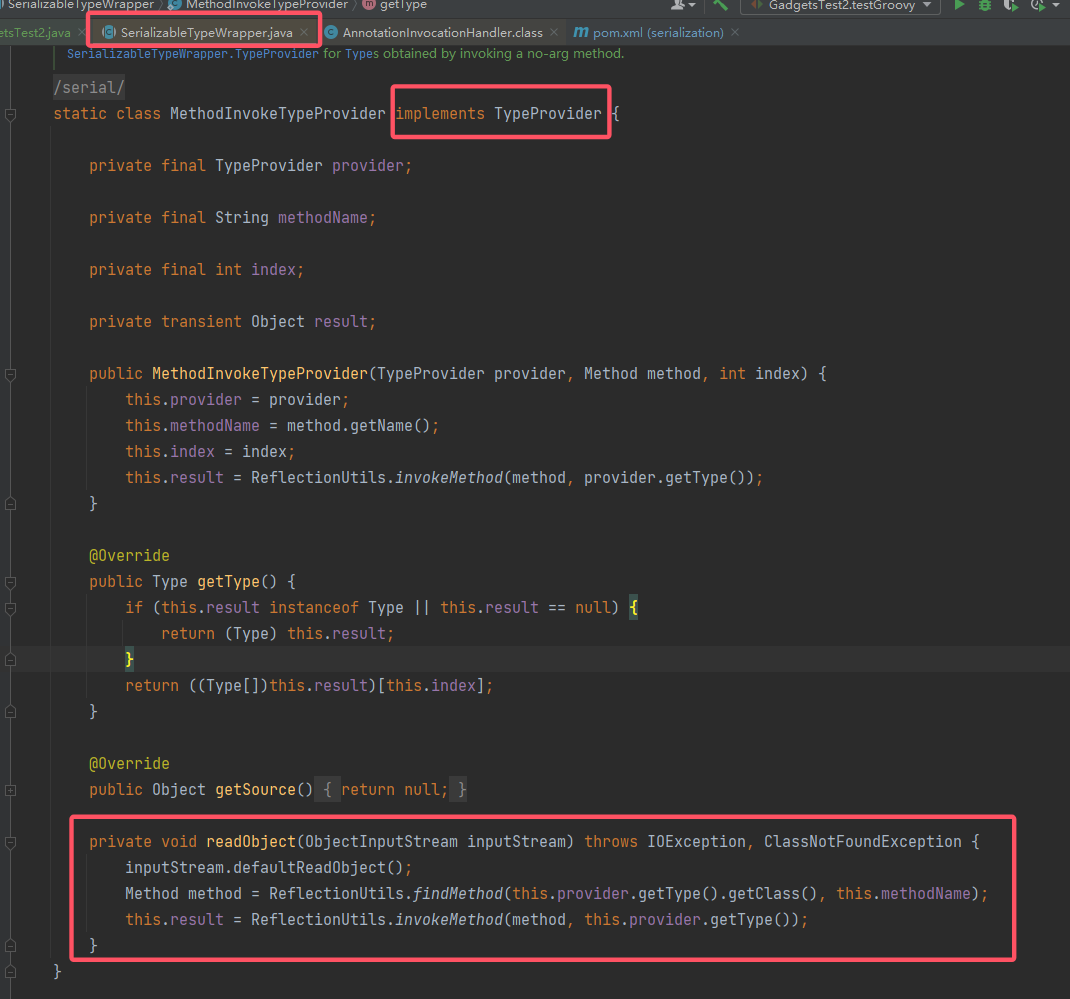 SerializableTypeWrapper MethodInvokeTypeProvider getType GadgetsTest2.testGroovy
etsTest2.java SerializableTypeWrapper.java AnnotationInvocationHandler.class pom.xml (serialization)
SerializableTypeWrapper.TypeProvider for Types obtained by invoking a no-arg method.
/serial/
static class MethodInvokeTypeProvider implements TypeProvider {
private final TypeProvider provider;
private final String methodName;
private final int index;
private transient Object result;
public MethodInvokeTypeProvider(TypeProvider provider, Method method, int index) {
this.provider = provider;
this.methodName = method.getName();
this.index = index;
this.result = ReflectionUtils.invokeMethod(method, provider.getType());
}
@Override
public Type getType() {
if (this.result instanceof Type || this.result == null) {
return (Type) this.result;
}
return ((Type[])this.result)[this.index];
}
@Override
public Object getSource() { return null; }
private void readObject(ObjectInputStream inputStream) throws IOException, ClassNotFoundException {
inputStream.defaultReadObject();
Method method = ReflectionUtils.findMethod(this.provider.getType().getClass(), this.methodName);
this.result = ReflectionUtils.invokeMethod(method, this.provider.getType());
}
}